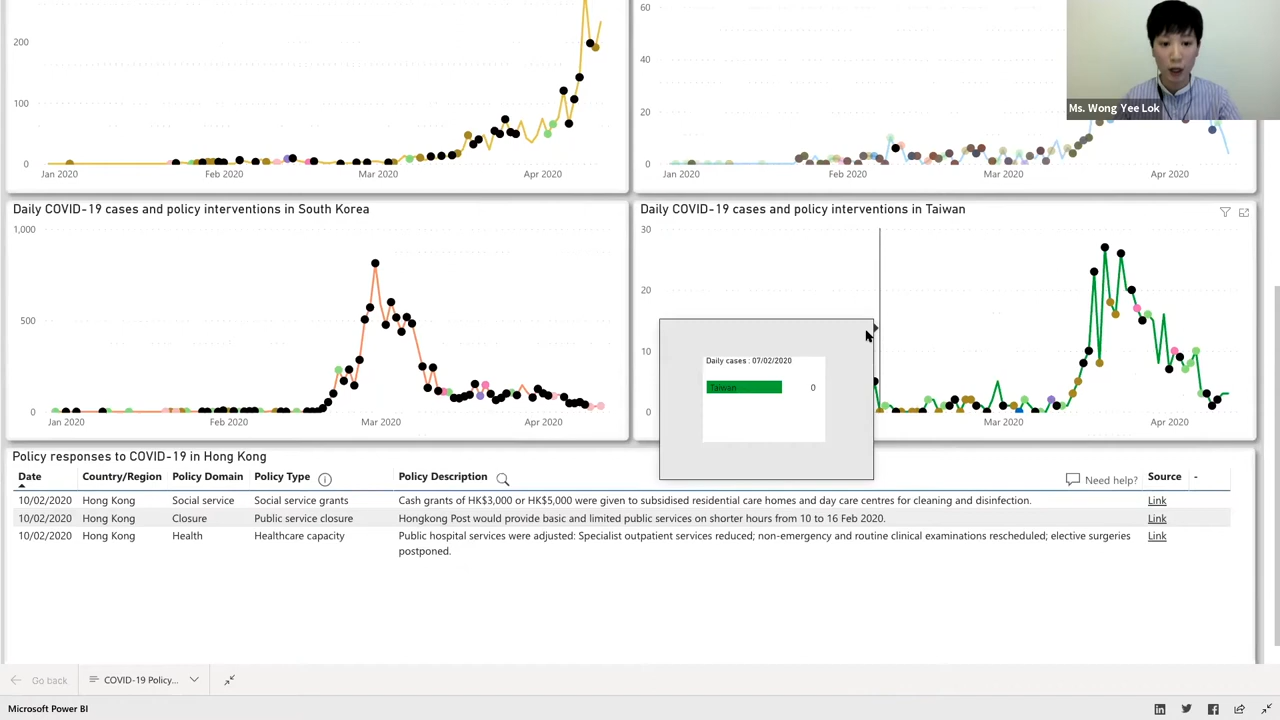 200
100
0
Jan 2020 Feb 2020 Mar 2020 Apr 2020
60
40
20
0
Jan 2020 Feb 2020 Mar 2020 Apr 2020
Ms. Wong Yee Lok
Daily COVID-19 cases and policy interventions in South Korea
1,000
500
0
Jan 2020 Feb 2020 Mar 2020 Apr 2020
Daily COVID-19 cases and policy interventions in Taiwan
30
20
10
0
Mar 2020 Apr 2020
Daily cases : 07/02/2020
Taiwan 0
Policy responses to COVID-19 in Hong Kong
Date Country/Region Policy Domain Policy Type Policy Description Need help? Source -
10/02/2020 Hong Kong Social service Social service grants Cash grants of HK$3,000 or HK$5,000 were given to subsidised residential care homes and day care centres for cleaning and disinfection. Link
10/02/2020 Hong Kong Closure Public service closure Hongkong Post would provide basic and limited public services on shorter hours from 10 to 16 Feb 2020. Link
10/02/2020 Hong Kong Health Healthcare capacity Public hospital services were adjusted: Specialist outpatient services reduced; non-emergency and routine clinical examinations rescheduled; elective surgeries Link
postponed.
Go back COVID-19 Policy...
Microsoft Power BI